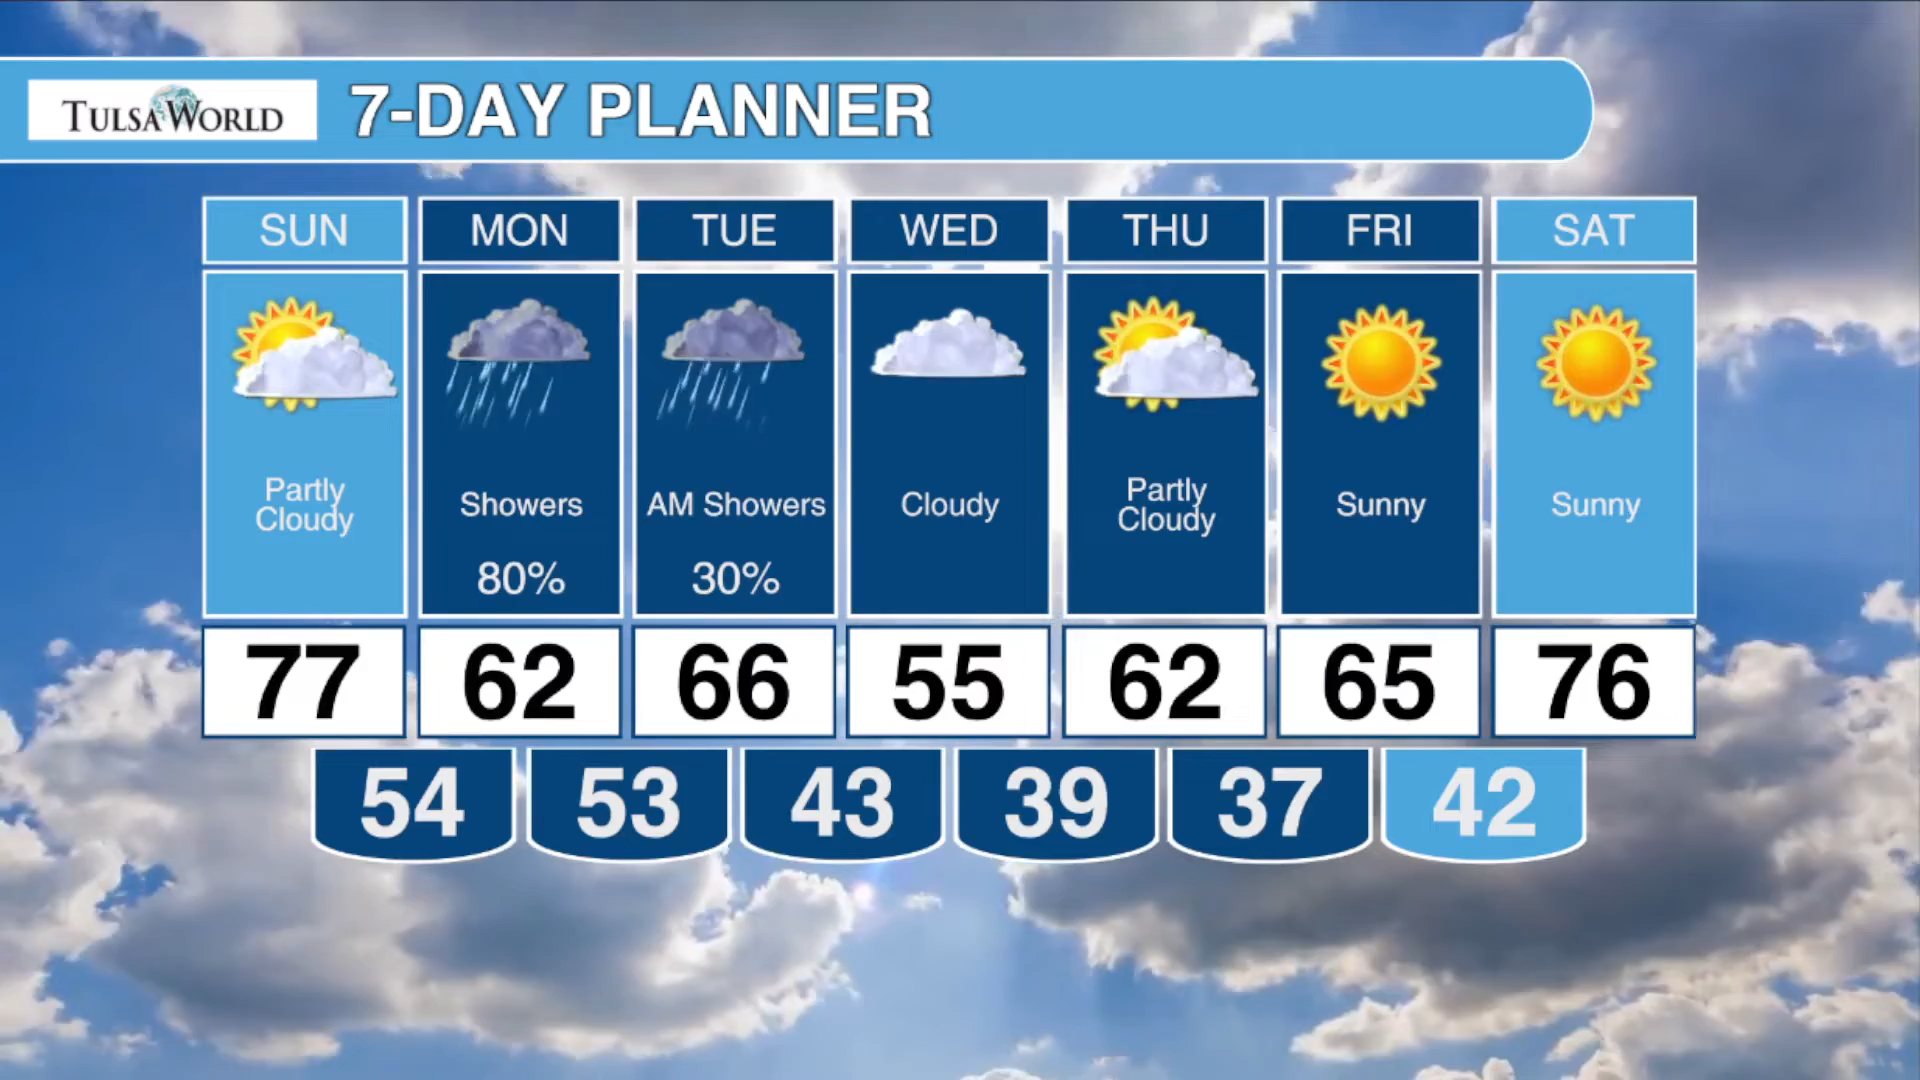 TULSA WORLD 7-DAY PLANNER
SUN MON TUE WED THU FRI SAT
Partly
Cloudy
Showers
80%
AM Showers
30%
Cloudy
Partly
Cloudy
Sunny
Sunny
77 62 66 55 62 65 76
54 53 43 39 37 42